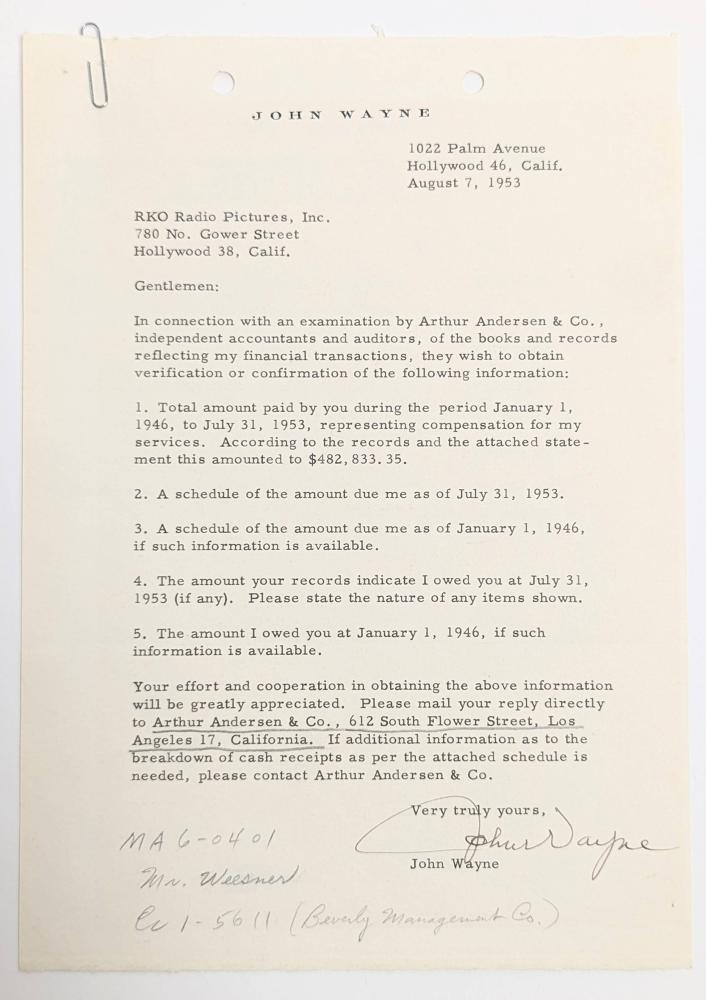 JOHN WAYNE
1022 Palm Avenue
Hollywood 46, Calif.
August 7, 1953
RKO Radio Pictures, Inc.
780 No. Gower Street
Hollywood 38, Calif.
Gentlemen:
In connection with an examination by Arthur Andersen & Co.,
independent accountants and auditors, of the books and records
reflecting my financial transactions, they wish to obtain
verification or confirmation of the following information:
1. Total amount paid by you during the period January 1,
1946, to July 31, 1953, representing compensation for my
services. According to the records and the attached state-
ment this amounted to $482,833.35.
2. A schedule of the amount due me as of July 31, 1953.
3. A schedule of the amount due me as of January 1, 1946,
if such information is available.
4. The amount your records indicate I owed you at July 31,
1953 (if any). Please state the nature of any items shown.
5. The amount I owed you at January 1, 1946, if such
information is available.
Your effort and cooperation in obtaining the above information
will be greatly appreciated. Please mail your reply directly
to Arthur Andersen & Co., 612 South Flower Street, Los
Angeles 17, California. If additional information as to the
breakdown of cash receipts as per the attached schedule is
needed, please contact Arthur Andersen & Co.
Very truly yours,
John Wayne
John Wayne
MA 6-0401
Mr. Weesner
Cr 1-5611 (Beverly Management Co.)